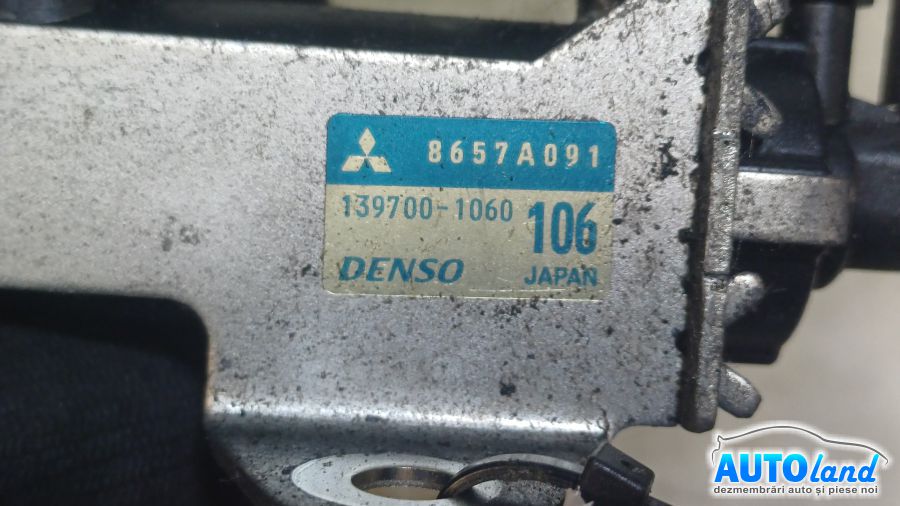 8657A091
139700-1060 106
DENSO JAPAN
AUTOland
dezmembrări auto și piese noi